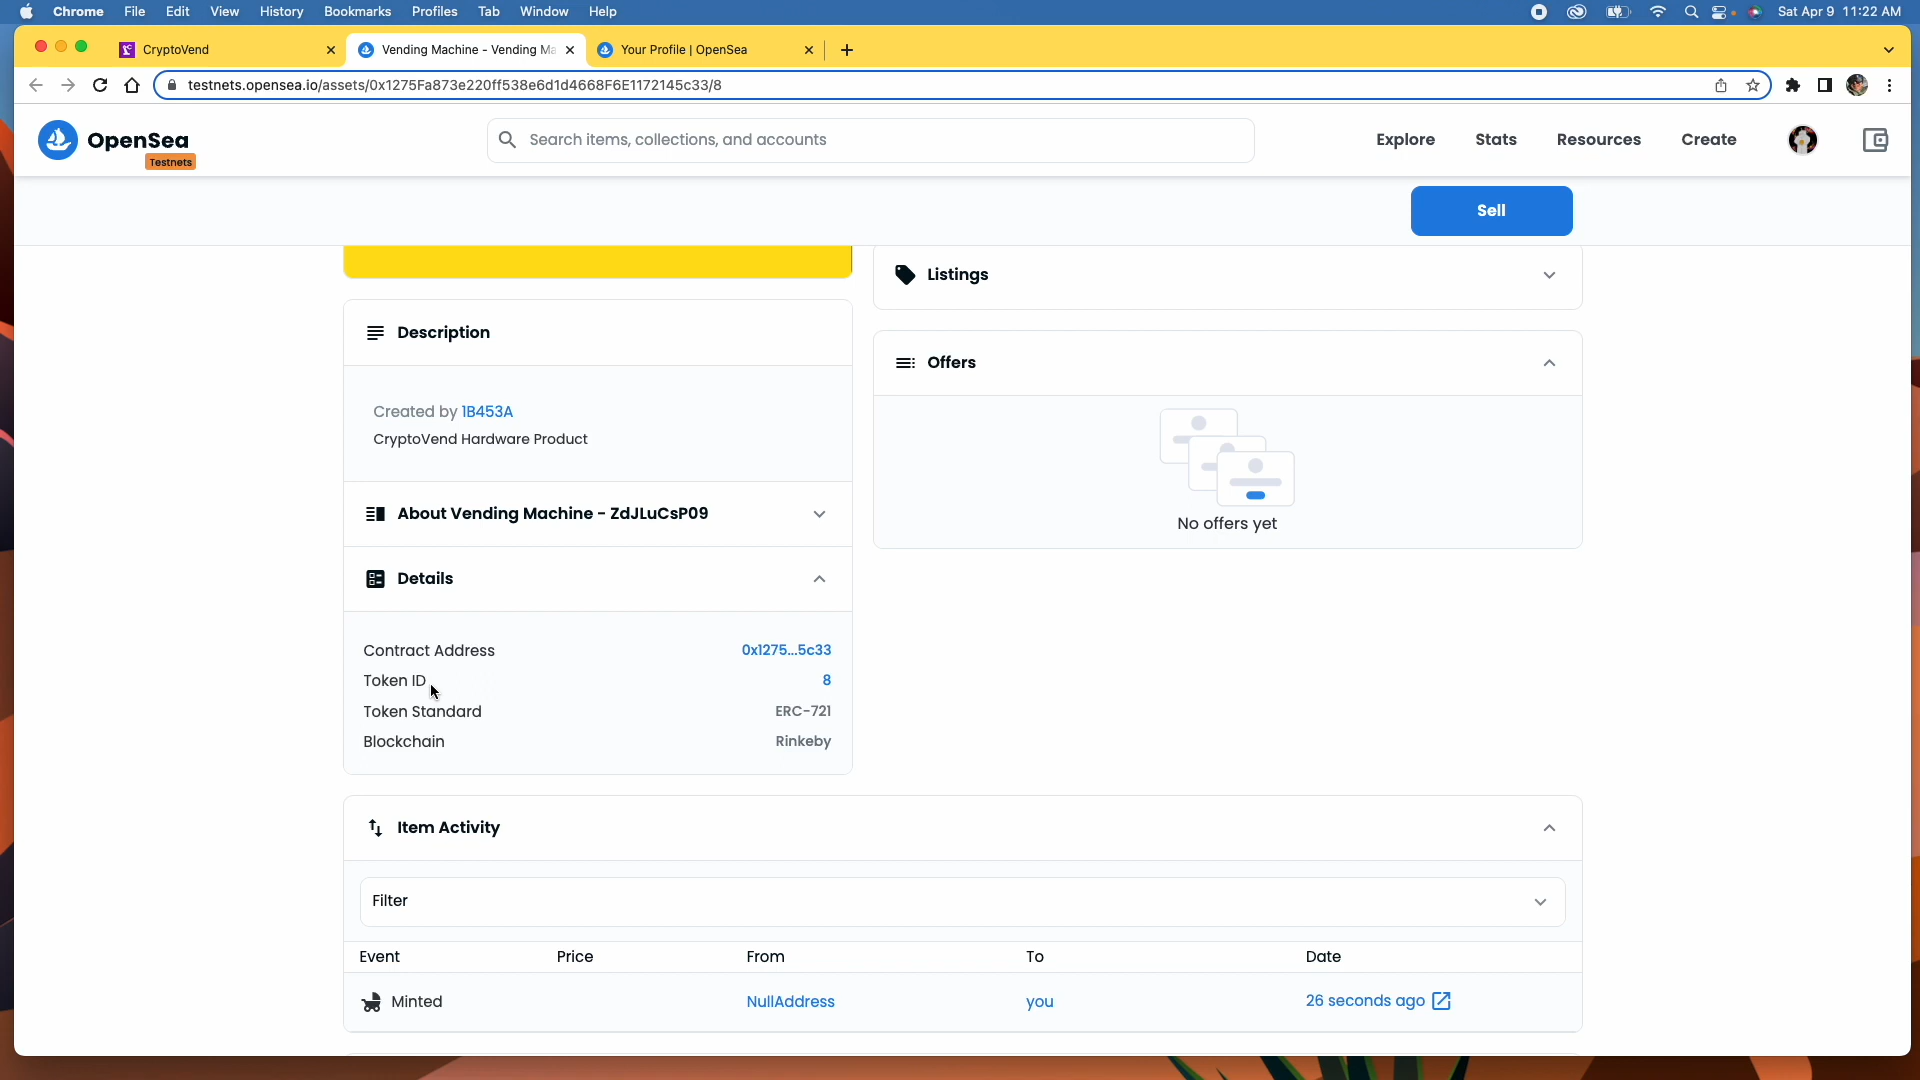 Chrome File Edit View History Bookmarks Profiles Tab Window Help Sat Apr 9 11:22 AM
CryptoVend Vending Machine - Vending Ma Your Profile | OpenSea
testnets.opensea.io/assets/0x1275Fa873e220ff538e6d1d4668F6E1172145c33/8
OpenSea
Testnets
Search items, collections, and accounts
Explore Stats Resources Create
Sell
Listings
Description
Offers
Created by 1B453A
CryptoVend Hardware Product
About Vending Machine - ZdJLuCsP09
No offers yet
Details
Contract Address 0x1275...5c33
Token ID 8
Token Standard ERC-721
Blockchain Rinkeby
Item Activity
Filter
Event Price From To Date
Minted NullAddress you 26 seconds ago